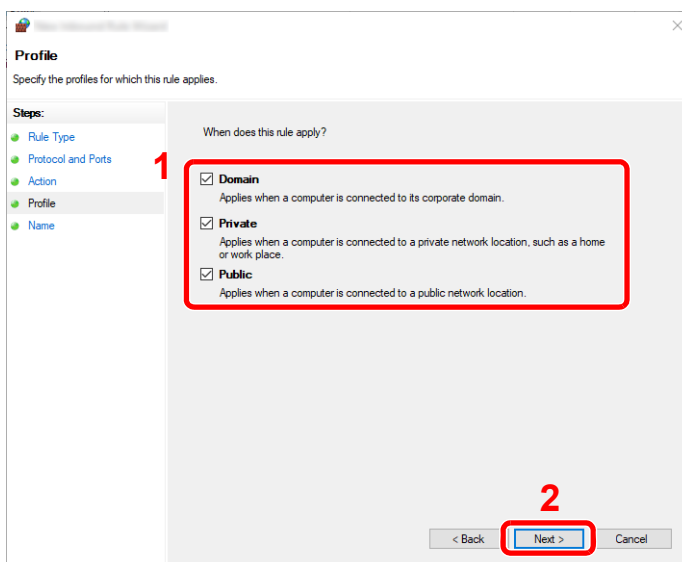 Profile
Specify the profiles for which this rule applies.
Steps:
Rule Type
Protocol and Ports
Action
Profile
Name
When does this rule apply?
1
Domain
Applies when a computer is connected to its corporate domain.
Private
Applies when a computer is connected to a private network location, such as a home
or work place.
Public
Applies when a computer is connected to a public network location.
2
< Back
Next >
Cancel